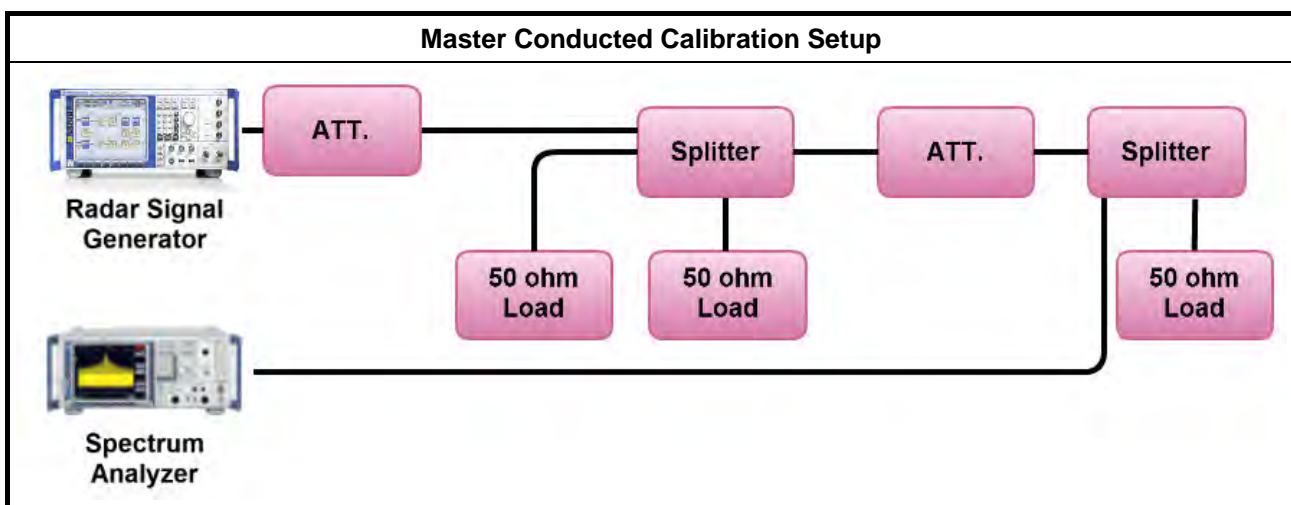 Master Conducted Calibration Setup
ATT.
Splitter
ATT.
Splitter
Radar Signal
Generator
50 ohm
Load
50 ohm
Load
50 ohm
Load
Spectrum
Analyzer